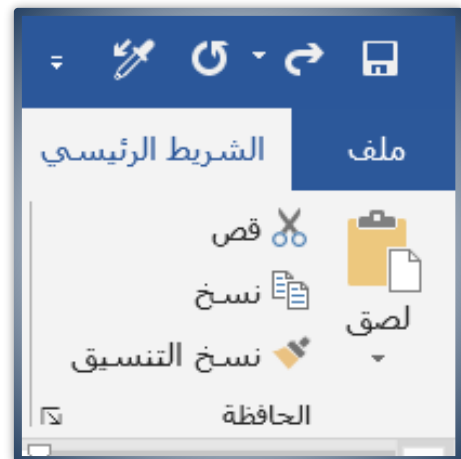 ملف
الشريط الرئيسي
لصق
قص
نسخ
نسخ التنسيق
الحافظة